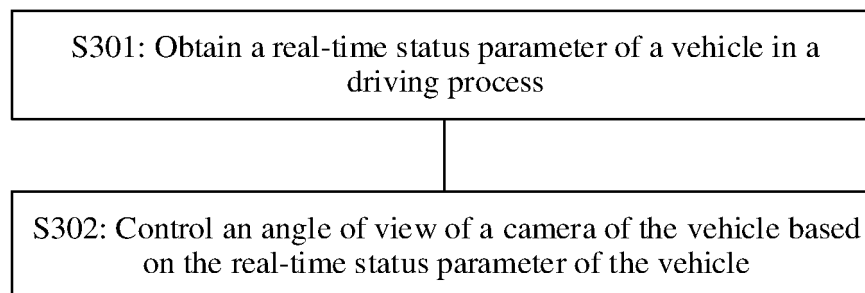 S301: Obtain a real-time status parameter of a vehicle in a
driving process
S302: Control an angle of view of a camera of the vehicle based
on the real-time status parameter of the vehicle